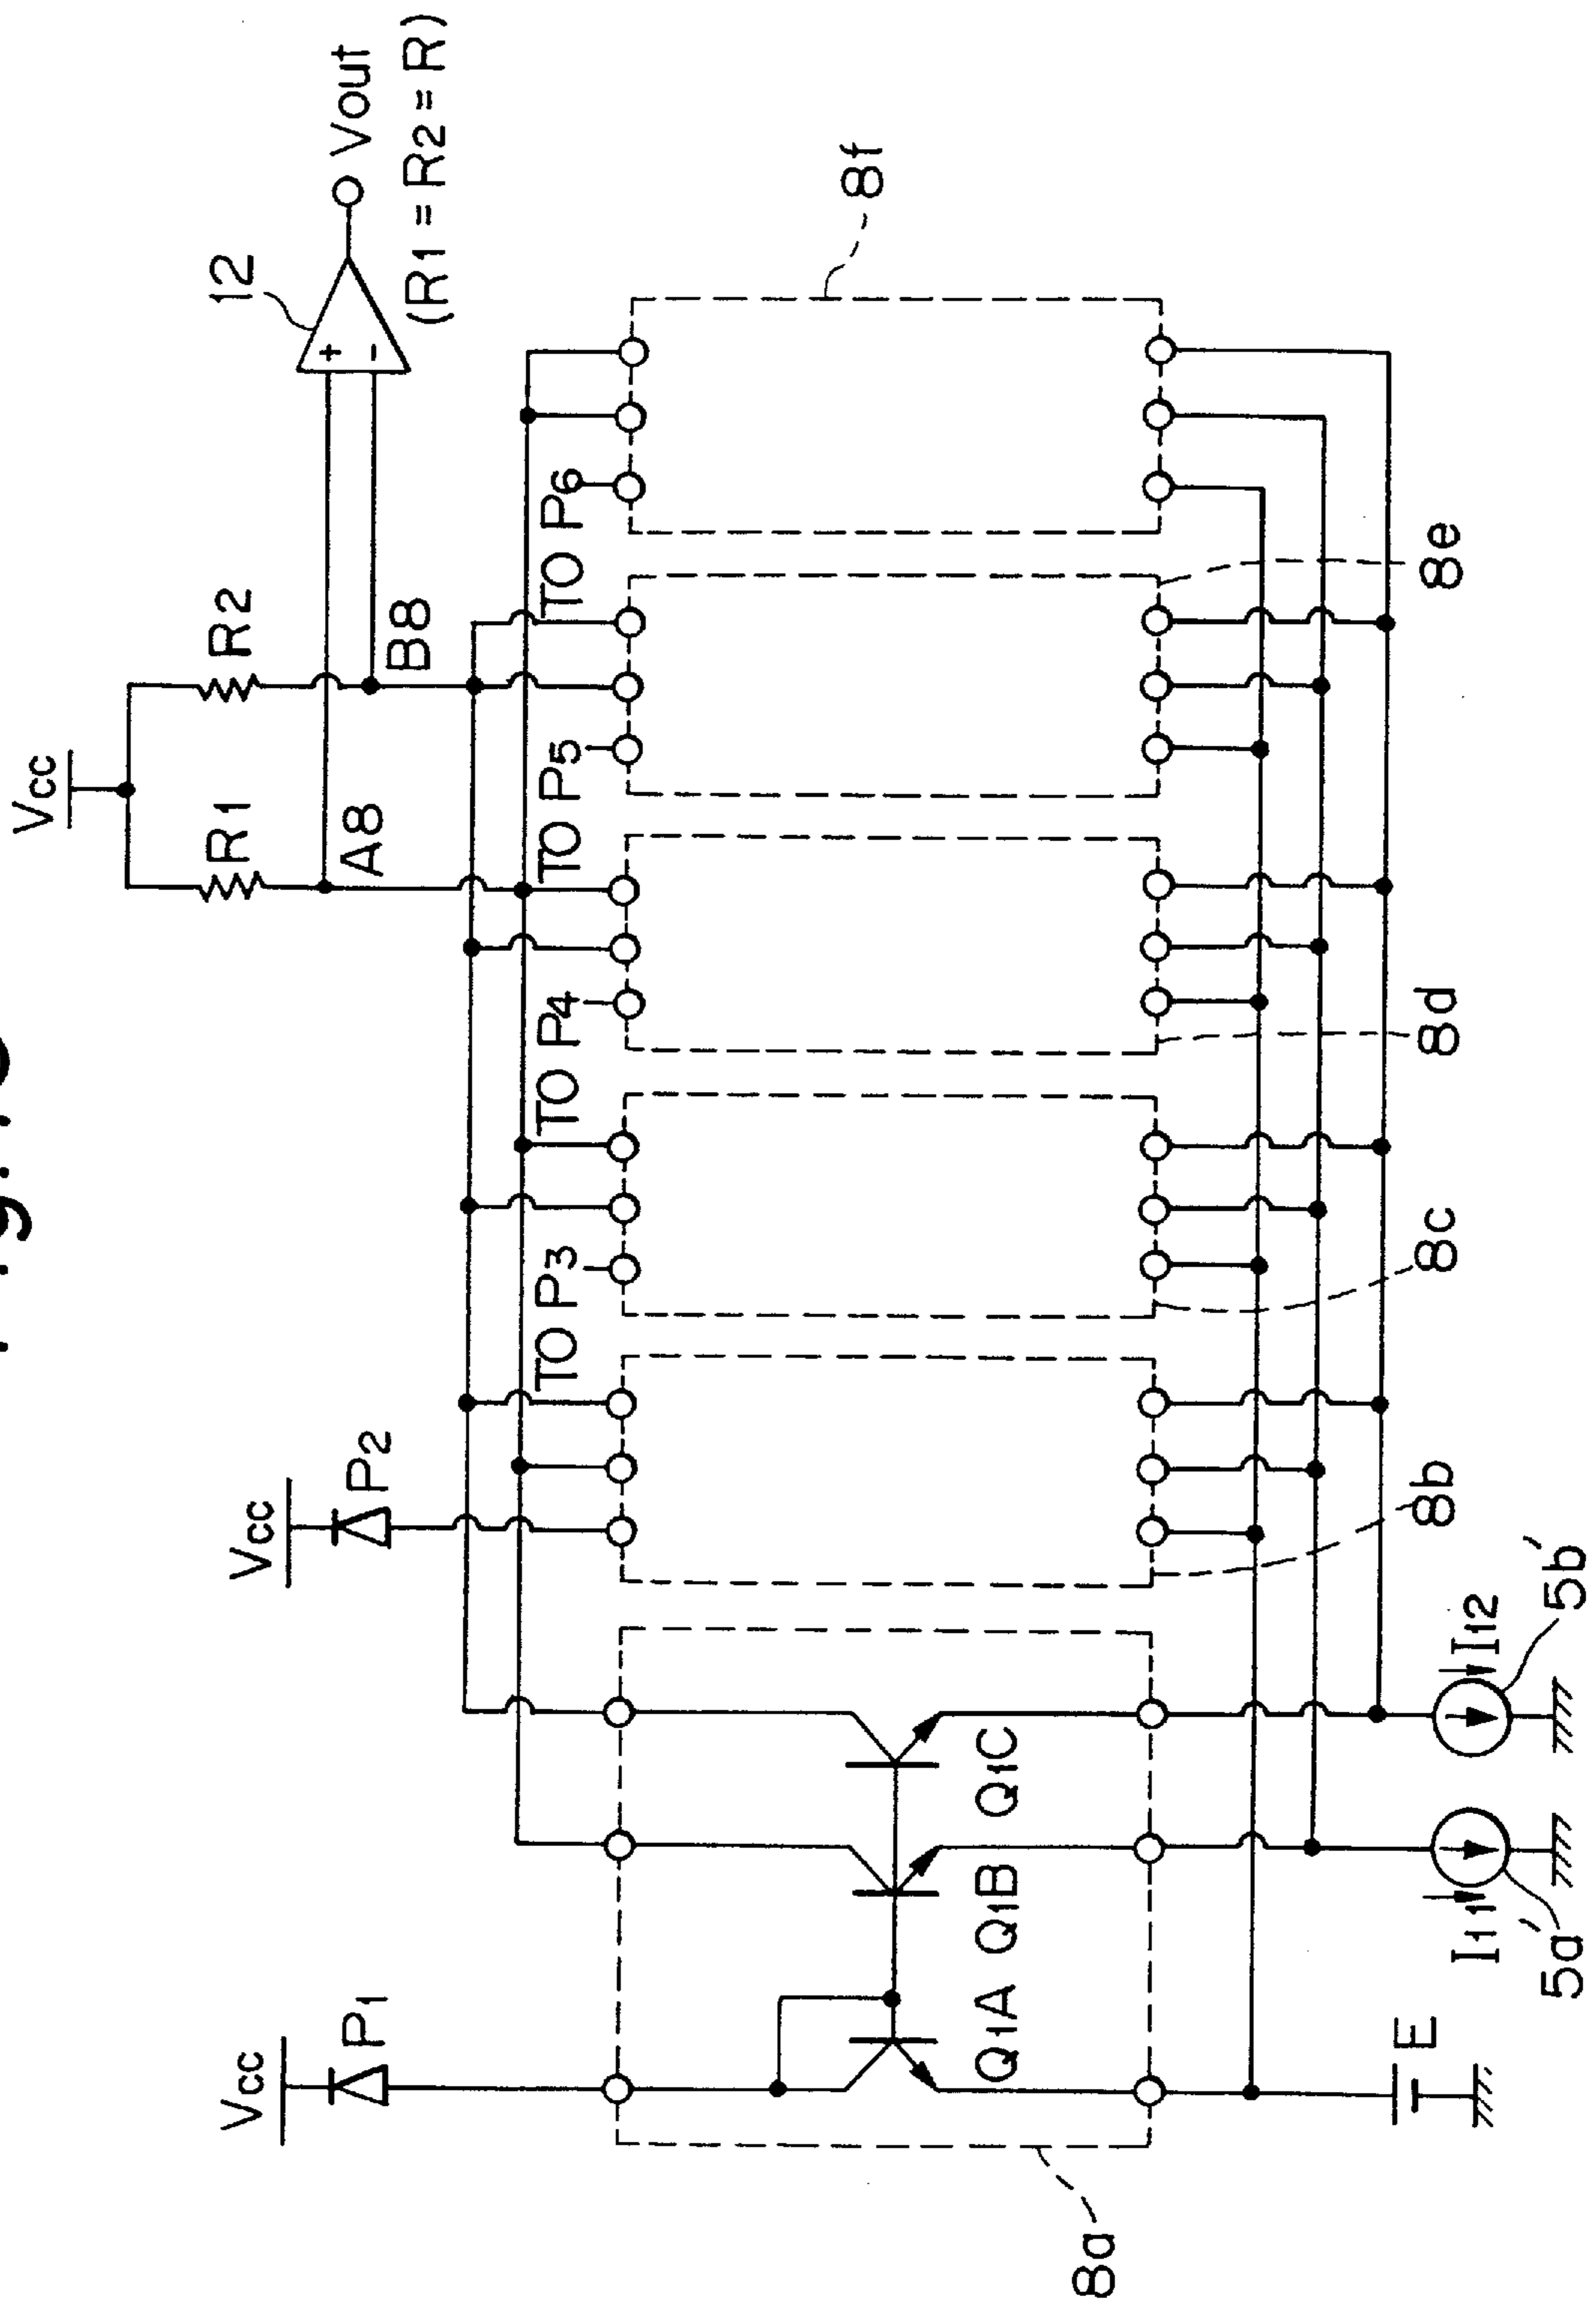 Vcc
R1
R2
A8
B8
12
+
-
Vout
(R1 = R2 = R)
Vcc
P1
Vcc
P2
TO P3
TO P4
TO P5
TO P6
Q1A
Q1B
Q1C
8a
8b
8c
8d
8e
8f
E
I11
5a'
I12
5b'